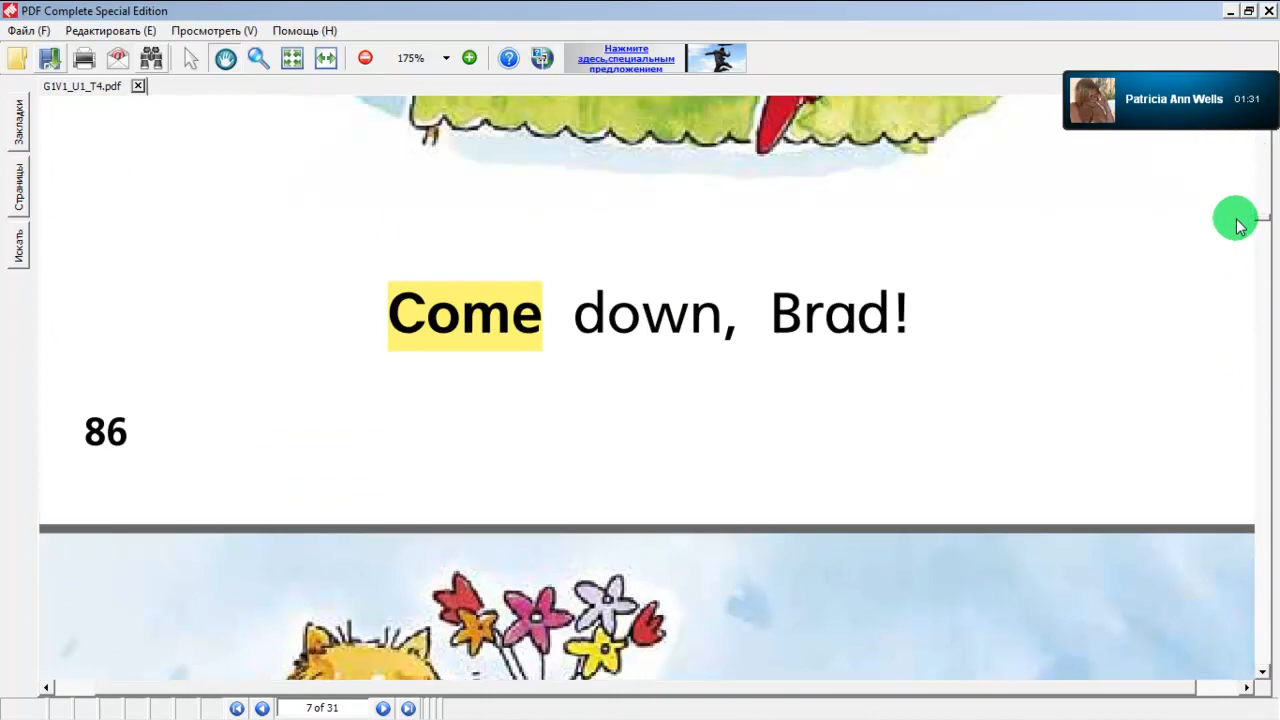 PDF Complete Special Edition
Файл (F) Редактировать (E) Просмотреть (V) Помощь (H)
175%
Нажмите
здесь,специальным
предложением
G1V1_U1_T4.pdf
Patricia Ann Wells 01:31
Закладки
Страницы
Искать
Come down, Brad!
86
7 of 31